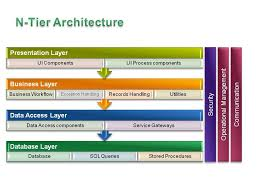 N-Tier Architecture
Presentation Layer
UI Components
UI Process components
Business Layer
Business Workflow
Exception Handling
Records Handling
Utilities
Data Access Layer
Data Access components
Service Gateways
Database Layer
Database
SQL Queries
Stored Procedures
Security
Operational Management
Communication